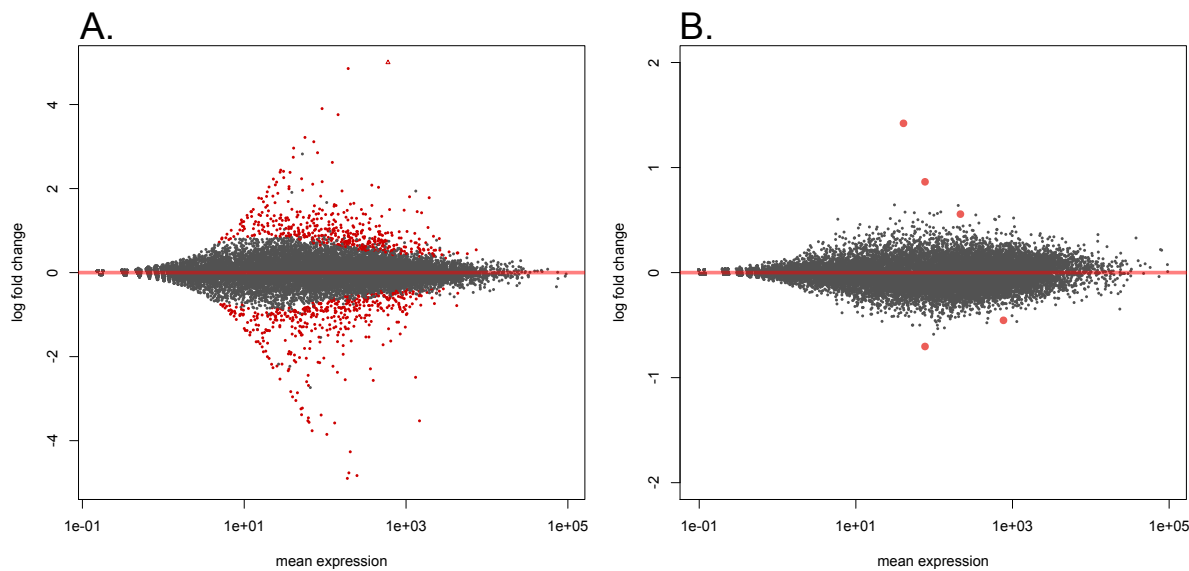 A.
log fold change
4
2
0
-2
-4
1e-01
1e+01
1e+03
1e+05
mean expression
B.
log fold change
2
1
0
-1
-2
1e-01
1e+01
1e+03
1e+05
mean expression